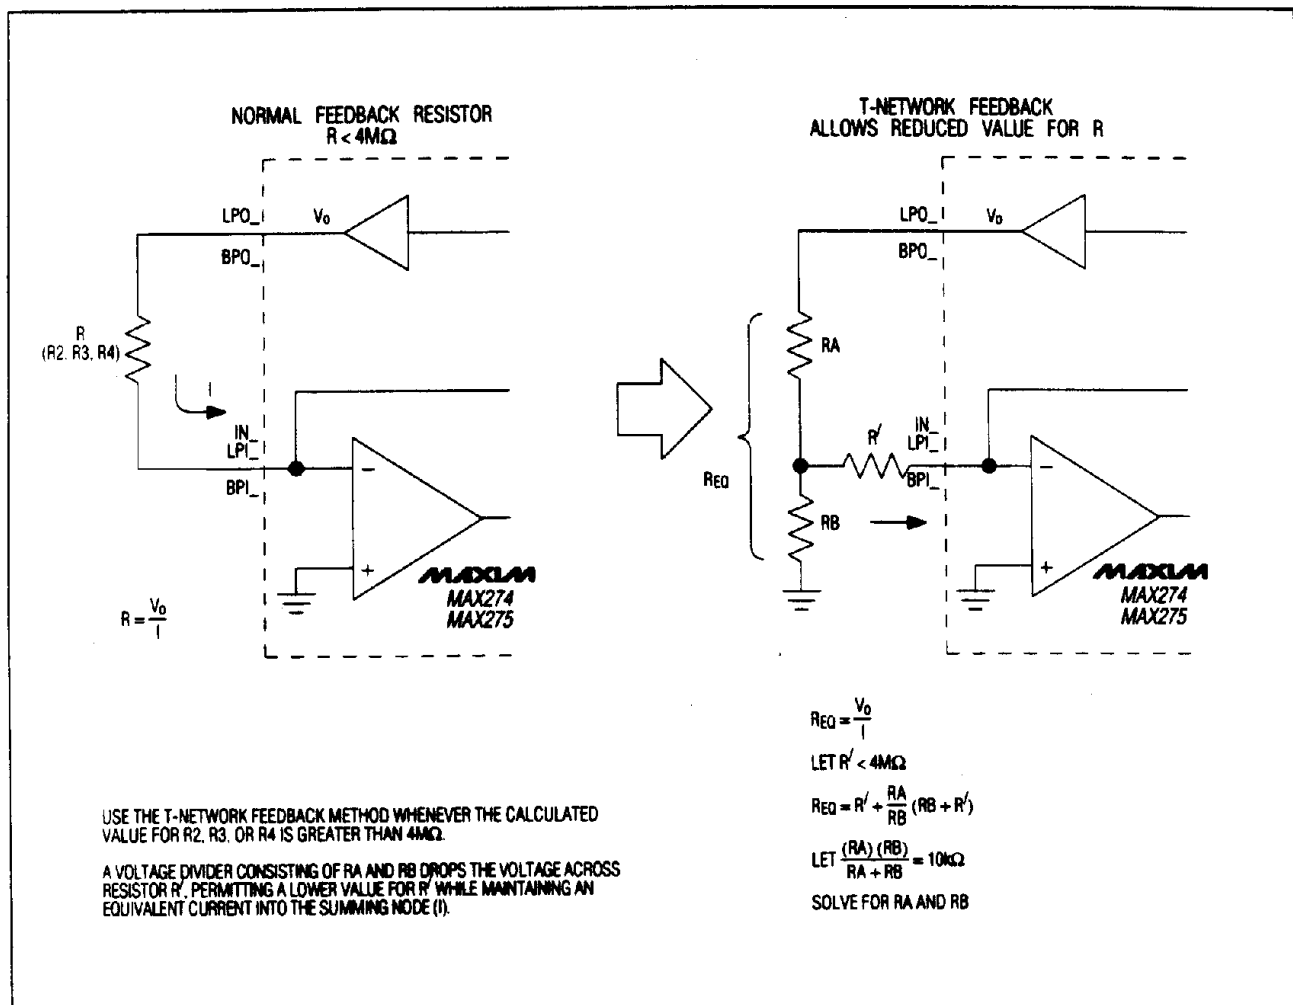 NORMAL FEEDBACK RESISTOR
R < 4MΩ
LPO_
V₀
BPO_
R
(R2, R3, R4)
I
IN_
LPI_
BPI_
−
+
MAXIM
MAX274
MAX275
R = V₀/I
T-NETWORK FEEDBACK
ALLOWS REDUCED VALUE FOR R
LPO_
V₀
BPO_
RA
R′
IN_
LPI_
BPI_
REQ
RB
−
+
MAXIM
MAX274
MAX275
REQ = V₀/I
LET R′ < 4MΩ
REQ = R′ + RA/RB (RB + R′)
LET (RA) (RB)/RA + RB = 10kΩ
SOLVE FOR RA AND RB
USE THE T-NETWORK FEEDBACK METHOD WHENEVER THE CALCULATED
VALUE FOR R2, R3, OR R4 IS GREATER THAN 4MΩ.
A VOLTAGE DIVIDER CONSISTING OF RA AND RB DROPS THE VOLTAGE ACROSS
RESISTOR R′, PERMITTING A LOWER VALUE FOR R′ WHILE MAINTAINING AN
EQUIVALENT CURRENT INTO THE SUMMING NODE (I).